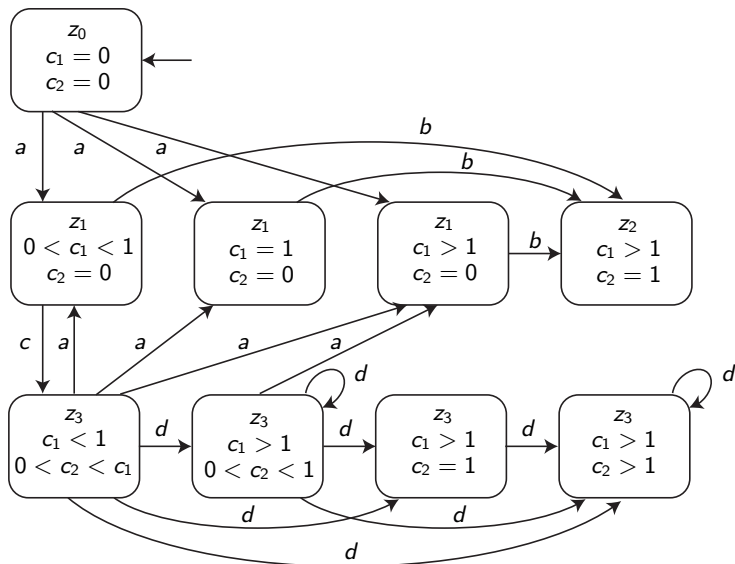 z₀
c₁ = 0
c₂ = 0
a
a
a
b
b
z₁
0 < c₁ < 1
c₂ = 0
z₁
c₁ = 1
c₂ = 0
z₁
c₁ > 1
c₂ = 0
b
z₂
c₁ > 1
c₂ = 1
c
a
a
a
a
d
d
z₃
c₁ < 1
0 < c₂ < c₁
d
z₃
c₁ > 1
0 < c₂ < 1
d
z₃
c₁ > 1
c₂ = 1
d
z₃
c₁ > 1
c₂ > 1
d
d
d